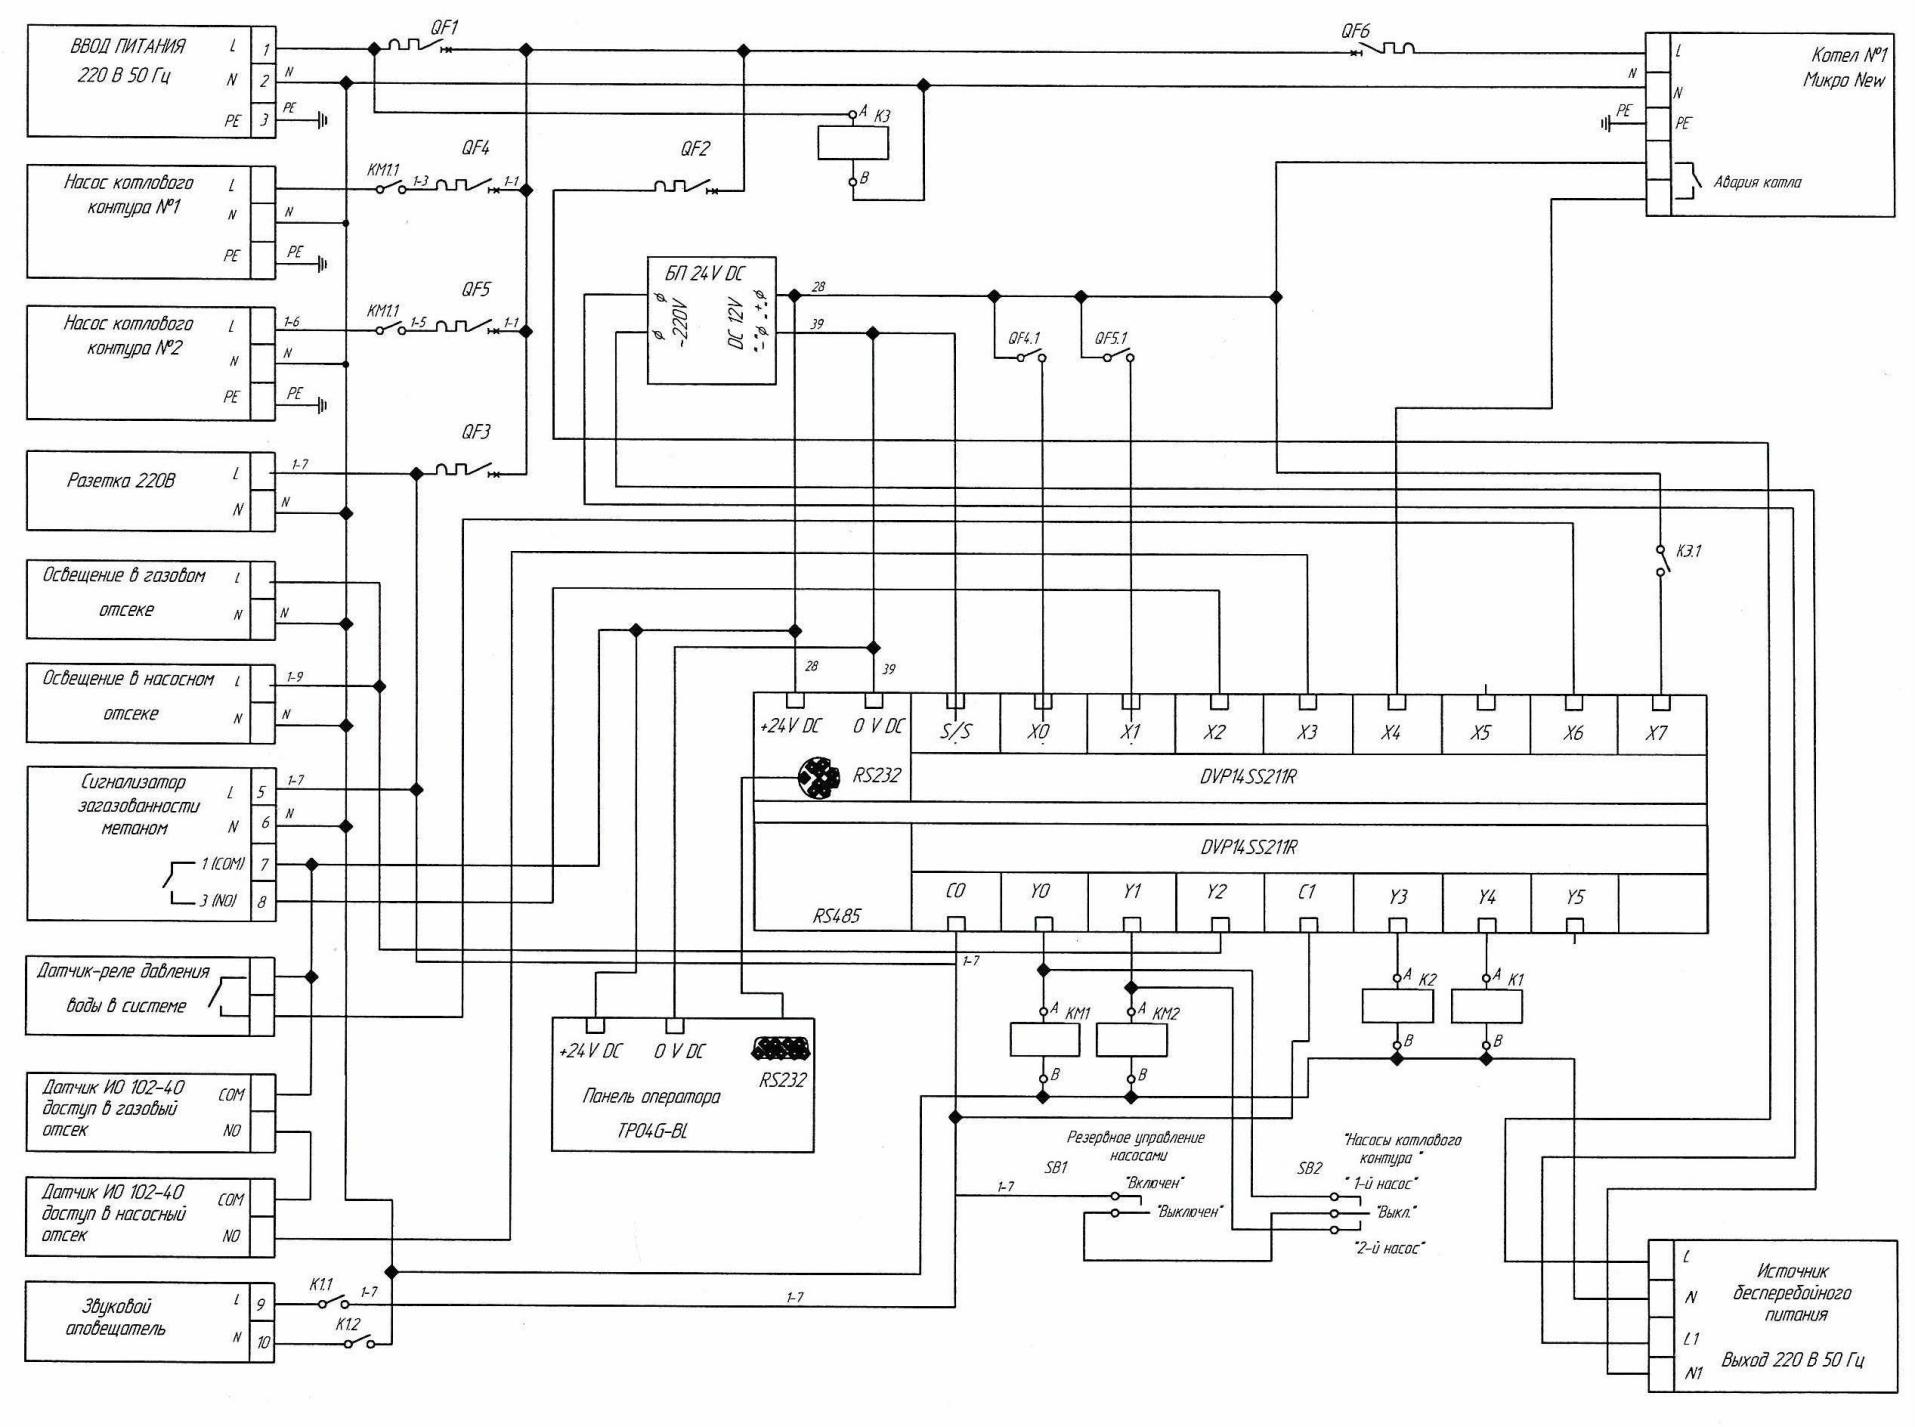 ВВОД ПИТАНИЯ
220 В 50 Гц
L 1
N 2 N
PE 3 PE
QF1
QF6
Котел №1
Микро New
L
N N
PE PE
Авария котла
A K3
B
Насос котлового
контура №1
L
N N
PE PE
KM1.1 1-3 QF4 1-1
QF2
Насос котлового
контура №2
L 1-6
N N
PE PE
KM1.1 1-5 QF5 1-1
БП 24V DC
~220V
DC 12V
"+"
"-"
28
39
QF4.1
QF5.1
QF3
Разетка 220В
L 1-7
N N
K3.1
Освещение в газовом
отсеке
L
N N
Освещение в насосном
отсеке
L 1-9
N N
28 39
+24V DC 0 V DC S/S X0 X1 X2 X3 X4 X5 X6 X7
RS232 DVP14SS211R
DVP14SS211R
RS485 C0 Y0 Y1 Y2 C1 Y3 Y4 Y5
Сигнализатор
загазованности
метаном
L 5 1-7
N 6 N
1 (COM) 7
3 (NO) 8
1-7
Датчик-реле давления
воды в системе
A K2
B
A K1
B
A KM1
B
A KM2
B
+24V DC 0 V DC
RS232
Панель оператора
TP04G-BL
Датчик ИО 102-40
доступ в газовый
отсек
COM
NO
Датчик ИО 102-40
доступ в насосный
отсек
COM
NO
Резервное управление
насосами
SB1
"Включен"
"Выключен"
1-7
"Насосы котлового
контура"
SB2
"1-й насос"
"Выкл."
"2-й насос"
Звуковой
аповещатель
L 9
N 10
K1.1 1-7
K1.2
1-7
L
N
L1
N1
Источник
бесперебойного
питания
Выход 220 В 50 Гц